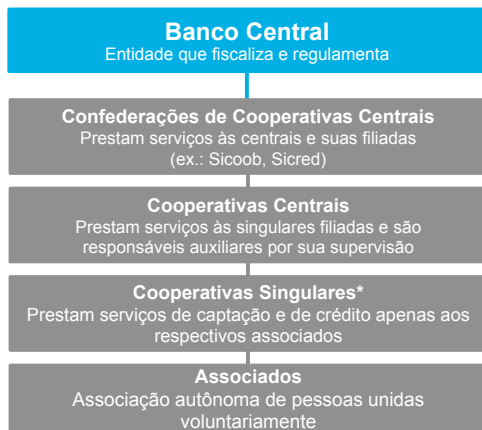 Banco Central
Entidade que fiscaliza e regulamenta
Confederações de Cooperativas Centrais
Prestam serviços às centrais e suas filiadas
(ex.: Sicoob, Sicred)
Cooperativas Centrais
Prestam serviços às singulares filiadas e são
responsáveis auxiliares por sua supervisão
Cooperativas Singulares*
Prestam serviços de captação e de crédito apenas aos
respectivos associados
Associados
Associação autônoma de pessoas unidas
voluntariamente